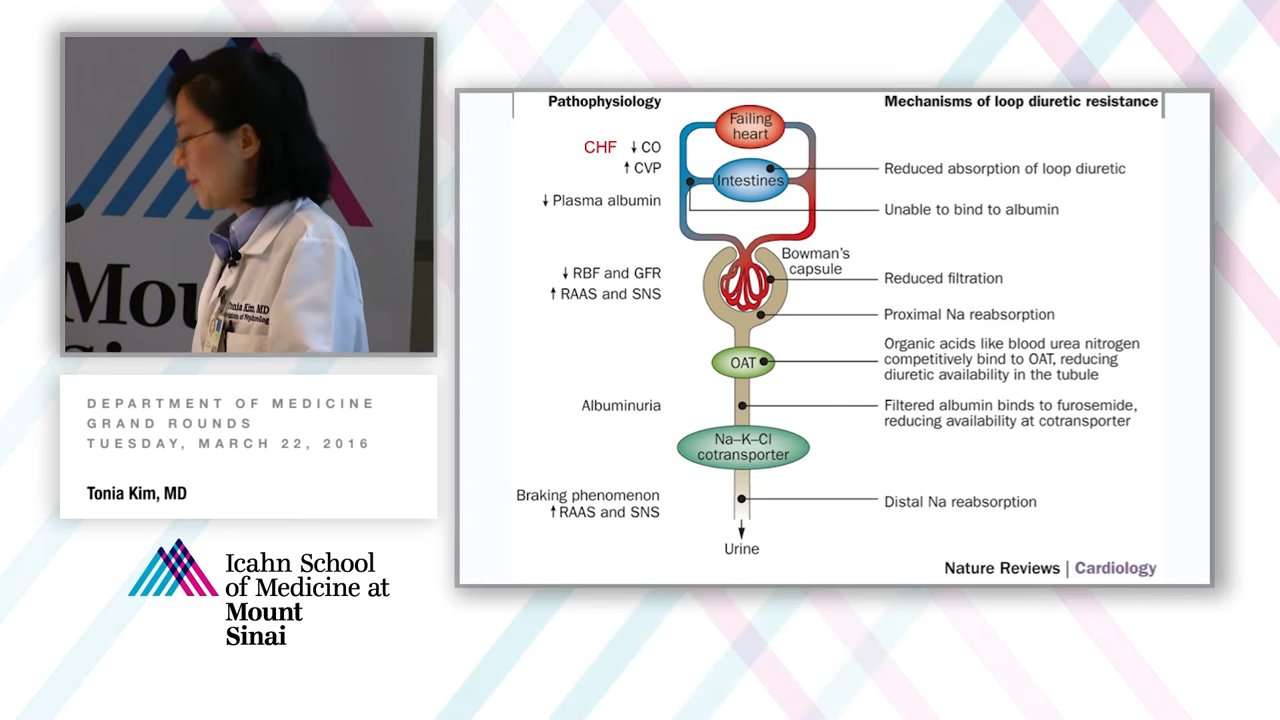 Mou
Tonia Kim, MD
DEPARTMENT OF MEDICINE
GRAND ROUNDS
TUESDAY, MARCH 22, 2016
Tonia Kim, MD
Icahn School
of Medicine at
Mount
Sinai
Pathophysiology
Mechanisms of loop diuretic resistance
Failing
heart
CHF ↓ CO
↑ CVP
Intestines
Reduced absorption of loop diuretic
↓ Plasma albumin
Unable to bind to albumin
Bowman's
capsule
↓ RBF and GFR
↑ RAAS and SNS
Reduced filtration
Proximal Na reabsorption
OAT
Organic acids like blood urea nitrogen
competitively bind to OAT, reducing
diuretic availability in the tubule
Albuminuria
Filtered albumin binds to furosemide,
reducing availability at cotransporter
Na–K–Cl
cotransporter
Braking phenomenon
↑RAAS and SNS
Distal Na reabsorption
Urine
Nature Reviews | Cardiology